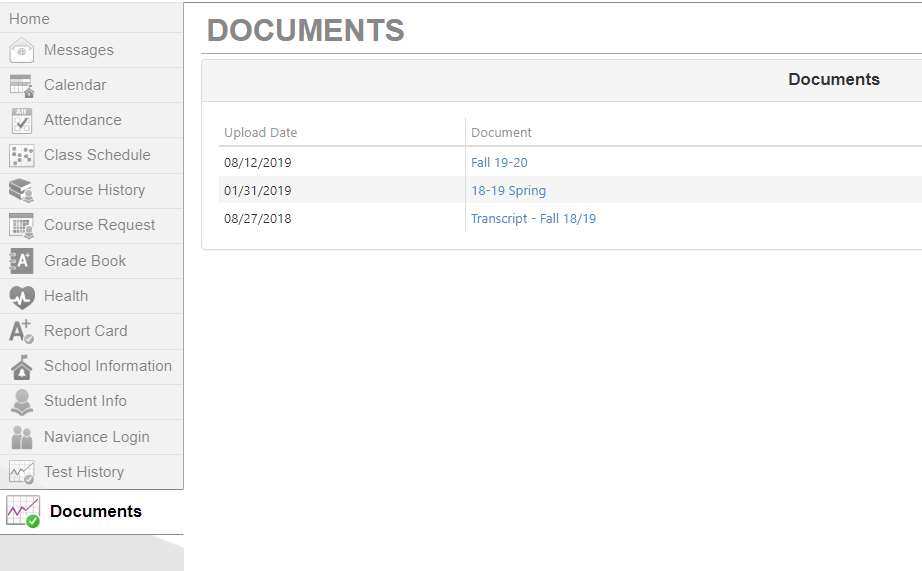 Home
DOCUMENTS
Messages
Calendar
Attendance
Class Schedule
Course History
Course Request
Grade Book
Health
Report Card
School Information
Student Info
Naviance Login
Test History
Documents
Documents
Upload Date Document
08/12/2019 Fall 19-20
01/31/2019 18-19 Spring
08/27/2018 Transcript - Fall 18/19